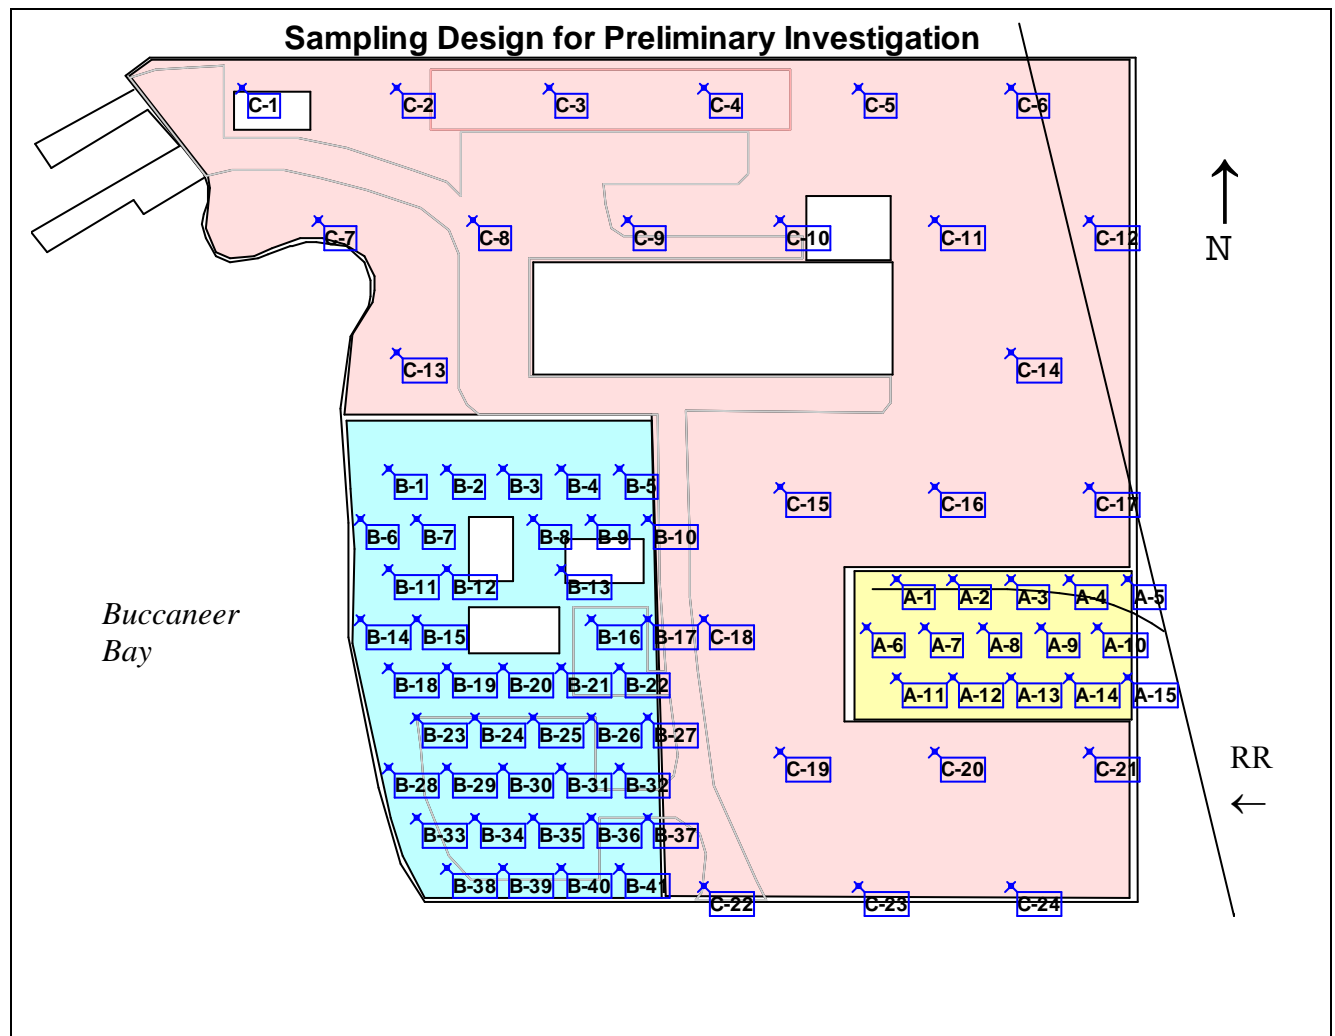 Sampling Design for Preliminary Investigation
C-1 C-2 C-3 C-4 C-5 C-6
C-7 C-8 C-9 C-10 C-11 C-12
N
C-13 C-14
B-1 B-2 B-3 B-4 B-5 C-15 C-16 C-17
B-6 B-7 B-8 B-9 B-10
B-11 B-12 B-13 A-1 A-2 A-3 A-4 A-5
Buccaneer
Bay
B-14 B-15 B-16 B-17 C-18 A-6 A-7 A-8 A-9 A-10
B-18 B-19 B-20 B-21 B-22 A-11 A-12 A-13 A-14 A-15
B-23 B-24 B-25 B-26 B-27
RR
←
B-28 B-29 B-30 B-31 B-32 C-19 C-20 C-21
B-33 B-34 B-35 B-36 B-37
B-38 B-39 B-40 B-41 C-22 C-23 C-24